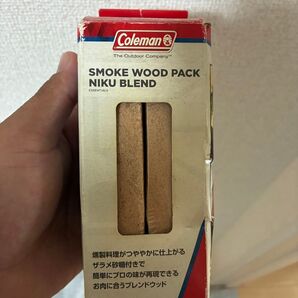 Coleman
The Outdoor Company™
SMOKE WOOD PACK
NIKU BLEND
ESSENTIALS
燻製料理がつややかに仕上がる
ザラメ砂糖付きで
簡単にプロの味が再現できる
お肉に合うブレンドウッド